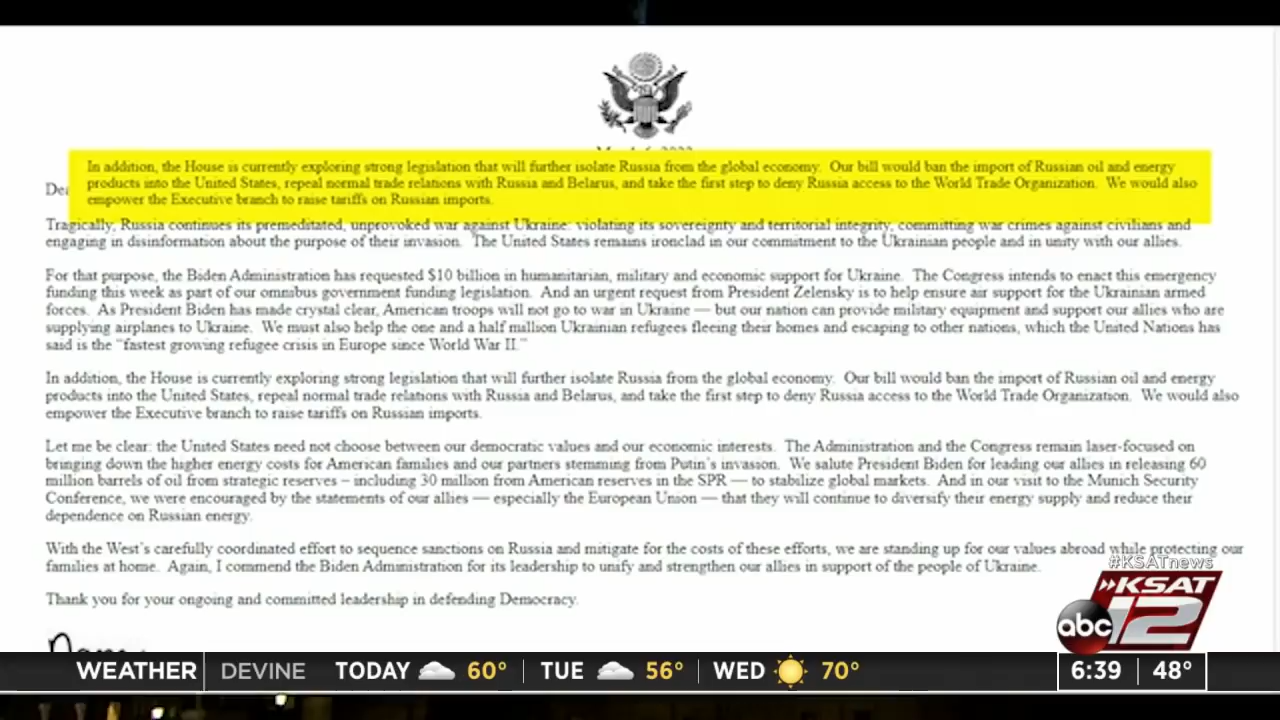 In addition, the House is currently exploring strong legislation that will further isolate Russia from the global economy. Our bill would ban the import of Russian oil and energy
products into the United States, repeal normal trade relations with Russia and Belarus, and take the first step to deny Russia access to the World Trade Organization. We would also
empower the Executive branch to raise tariffs on Russian imports.
Tragically, Russia continues its premeditated, unprovoked war against Ukraine: violating its sovereignty and territorial integrity, committing war crimes against civilians and
engaging in disinformation about the purpose of their invasion. The United States remains ironclad in our commitment to the Ukrainian people and in unity with our allies.
For that purpose, the Biden Administration has requested $10 billion in humanitarian, military and economic support for Ukraine. The Congress intends to enact this emergency
funding this week as part of our omnibus government funding legislation. And an urgent request from President Zelensky is to help ensure air support for the Ukrainian armed
forces. As President Biden has made crystal clear, American troops will not go to war in Ukraine — but our nation can provide military equipment and support our allies who are
supplying airplanes to Ukraine. We must also help the one and a half million Ukrainian refugees fleeing their homes and escaping to other nations, which the United Nations has
said is the “fastest growing refugee crisis in Europe since World War II.”
In addition, the House is currently exploring strong legislation that will further isolate Russia from the global economy. Our bill would ban the import of Russian oil and energy
products into the United States, repeal normal trade relations with Russia and Belarus, and take the first step to deny Russia access to the World Trade Organization. We would also
empower the Executive branch to raise tariffs on Russian imports.
Let me be clear: the United States need not choose between our democratic values and our economic interests. The Administration and the Congress remain laser-focused on
bringing down the higher energy costs for American families and our partners stemming from Putin’s invasion. We salute President Biden for leading our allies in releasing 60
million barrels of oil from strategic reserves – including 30 million from American reserves in the SPR — to stabilize global markets. And in our visit to the Munich Security
Conference, we were encouraged by the statements of our allies — especially the European Union — that they will continue to diversify their energy supply and reduce their
dependence on Russian energy.
With the West’s carefully coordinated effort to sequence sanctions on Russia and mitigate for the costs of these efforts, we are standing up for our values abroad while protecting our
families at home. Again, I commend the Biden Administration for its leadership to unify and strengthen our allies in support of the people of Ukraine.
Thank you for your ongoing and committed leadership in defending Democracy.
#KSATnews
KSAT
abc 12
WEATHER DEVINE TODAY 60° TUE 56° WED 70° 6:39 48°